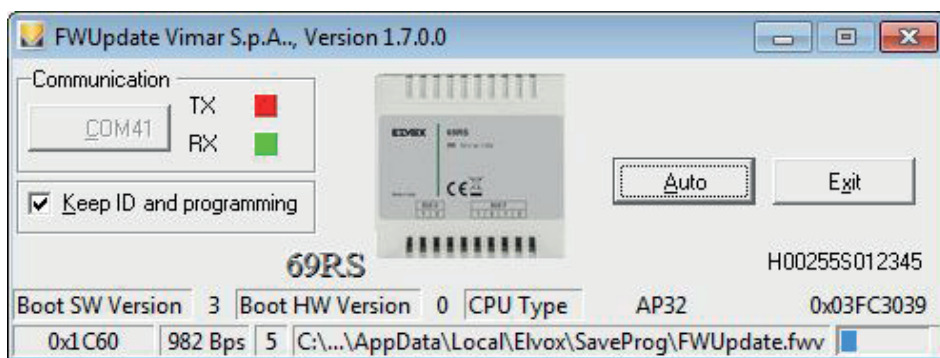 FWUpdate Vimar S.p.A.., Version 1.7.0.0
Communication
COM41
TX
RX
Keep ID and programming
ELVOX 69RS
CE
Auto
Exit
69RS
H00255S012345
Boot SW Version 3 Boot HW Version 0 CPU Type AP32 0x03FC3039
0x1C60 982 Bps 5 C:\...\AppData\Local\Elvox\SaveProg\FWUpdate.fwv